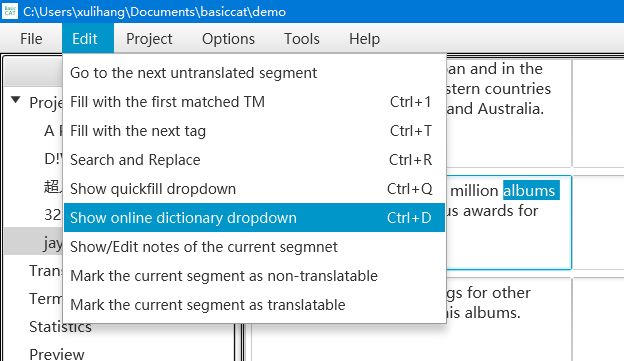 Basic CAT C:\Users\xulihang\Documents\basiccat\demo
File Edit Project Options Tools Help
Go to the next untranslated segment
Fill with the first matched TM Ctrl+1
Fill with the next tag Ctrl+T
Search and Replace Ctrl+R
Show quickfill dropdown Ctrl+Q
Show online dictionary dropdown Ctrl+D
Show/Edit notes of the current segmnet
Mark the current segment as non-translatable
Mark the current segment as translatable
Proje
A
D!
超
32
jay
Trans
Term
Statistics
Preview
an and in the
stern countries
and Australia.
million albums
us awards for
gs for other
his albums.